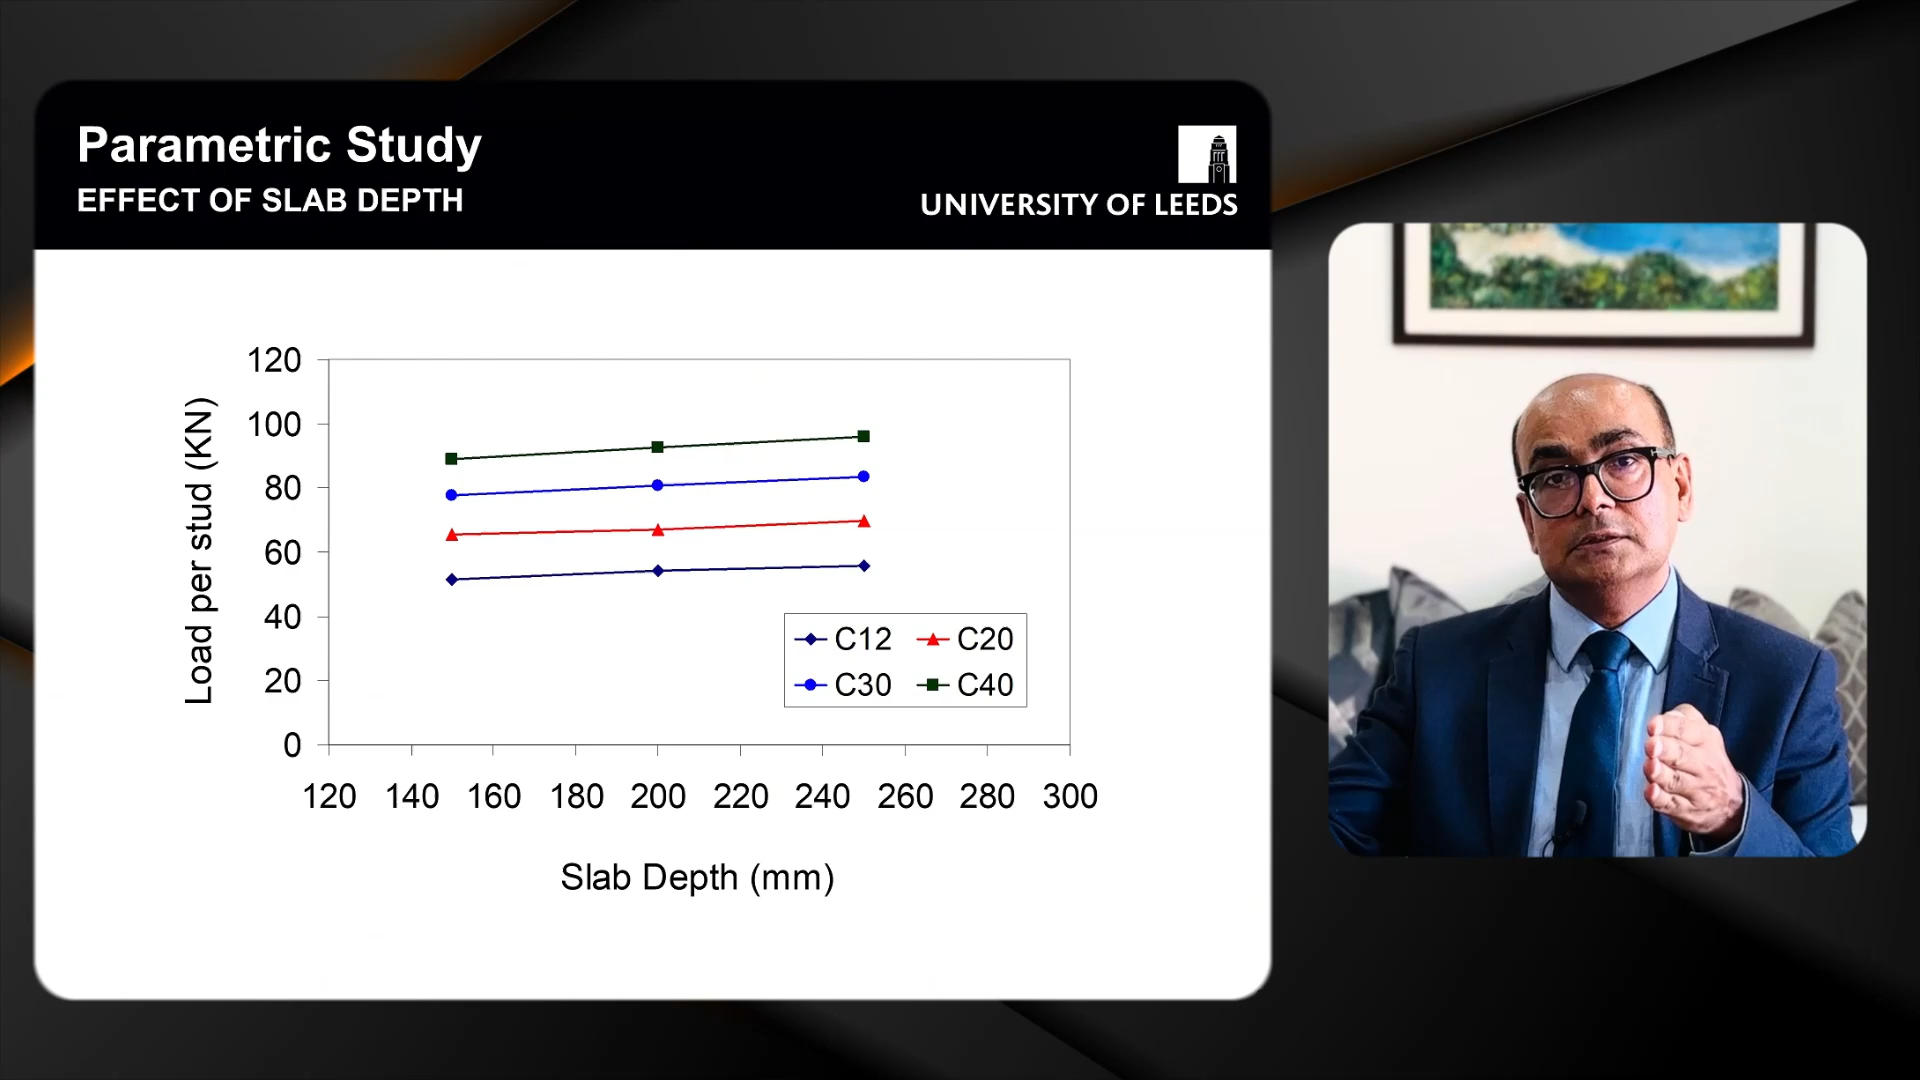 Parametric Study
EFFECT OF SLAB DEPTH
UNIVERSITY OF LEEDS
120
100
80
60
40
20
0
Load per stud (KN)
C12 C20
C30 C40
120 140 160 180 200 220 240 260 280 300
Slab Depth (mm)